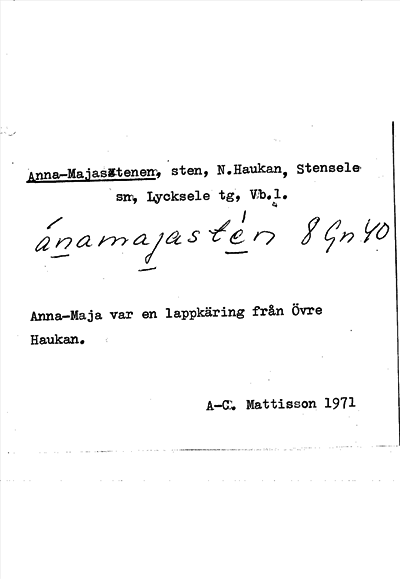 Anna-Majasstenen, sten, N.Haukan, Stensele
sn, Lycksele tg, Vb.l.
ánamajastén 8 Gn 40
Anna-Maja var en lappkäring från Övre
Haukan.
A-C. Mattisson 1971